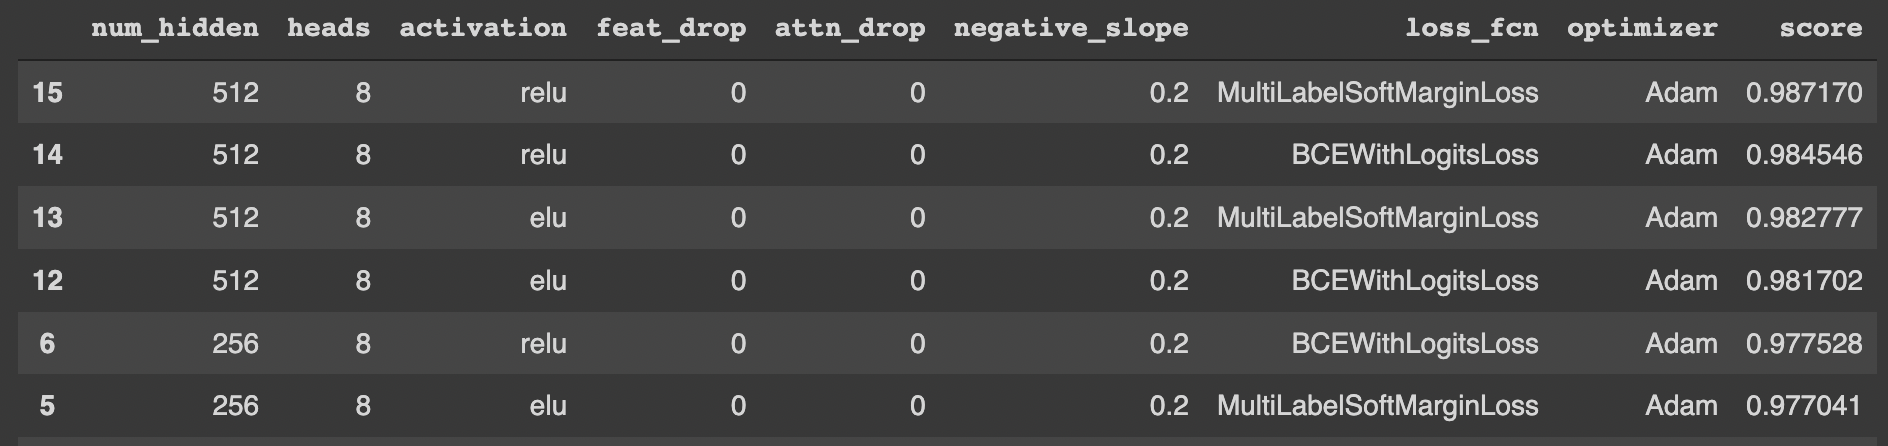 num_hidden heads activation feat_drop attn_drop negative_slope loss_fcn optimizer score
15 512 8 relu 0 0 0.2 MultiLabelSoftMarginLoss Adam 0.987170
14 512 8 relu 0 0 0.2 BCEWithLogitsLoss Adam 0.984546
13 512 8 elu 0 0 0.2 MultiLabelSoftMarginLoss Adam 0.982777
12 512 8 elu 0 0 0.2 BCEWithLogitsLoss Adam 0.981702
6 256 8 relu 0 0 0.2 BCEWithLogitsLoss Adam 0.977528
5 256 8 elu 0 0 0.2 MultiLabelSoftMarginLoss Adam 0.977041